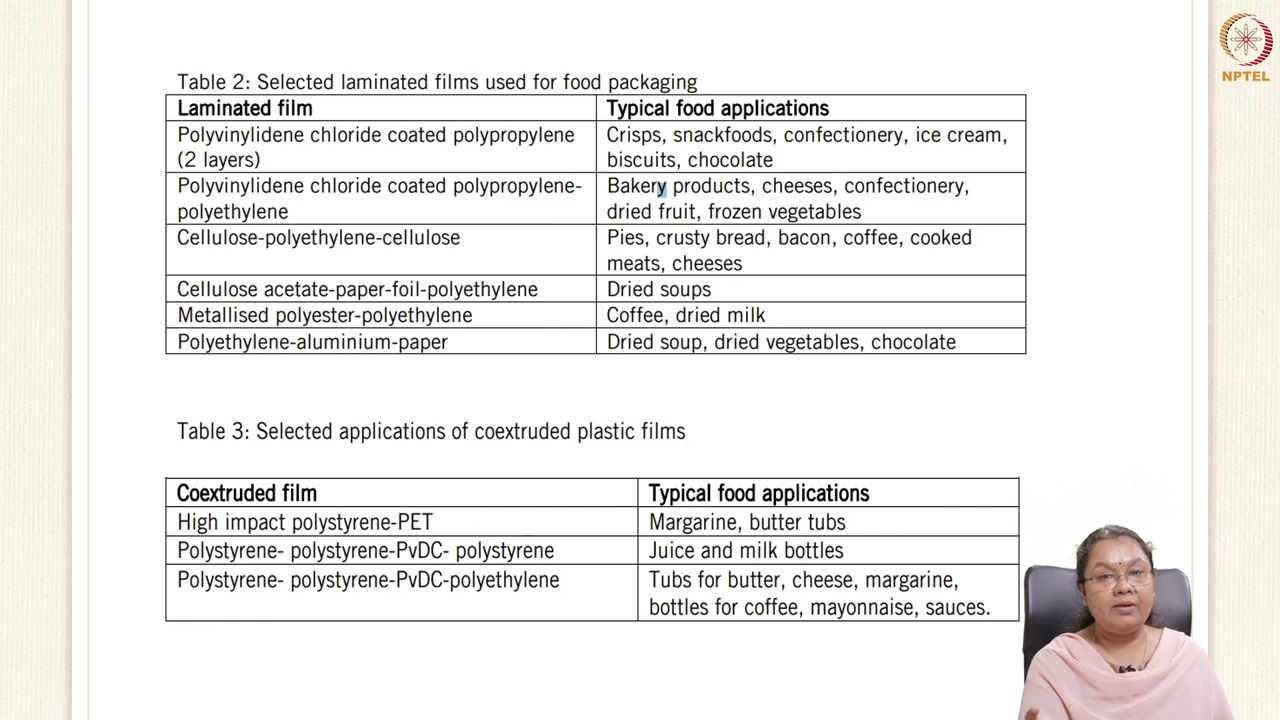 NPTEL
Table 2: Selected laminated films used for food packaging
Laminated film
Typical food applications
Polyvinylidene chloride coated polypropylene
(2 layers)
Crisps, snackfoods, confectionery, ice cream,
biscuits, chocolate
Polyvinylidene chloride coated polypropylene-
polyethylene
Bakery products, cheeses, confectionery,
dried fruit, frozen vegetables
Cellulose-polyethylene-cellulose
Pies, crusty bread, bacon, coffee, cooked
meats, cheeses
Cellulose acetate-paper-foil-polyethylene
Dried soups
Metallised polyester-polyethylene
Coffee, dried milk
Polyethylene-aluminium-paper
Dried soup, dried vegetables, chocolate
Table 3: Selected applications of coextruded plastic films
Coextruded film
Typical food applications
High impact polystyrene-PET
Margarine, butter tubs
Polystyrene- polystyrene-PvDC- polystyrene
Juice and milk bottles
Polystyrene- polystyrene-PvDC-polyethylene
Tubs for butter, cheese, margarine,
bottles for coffee, mayonnaise, sauces.